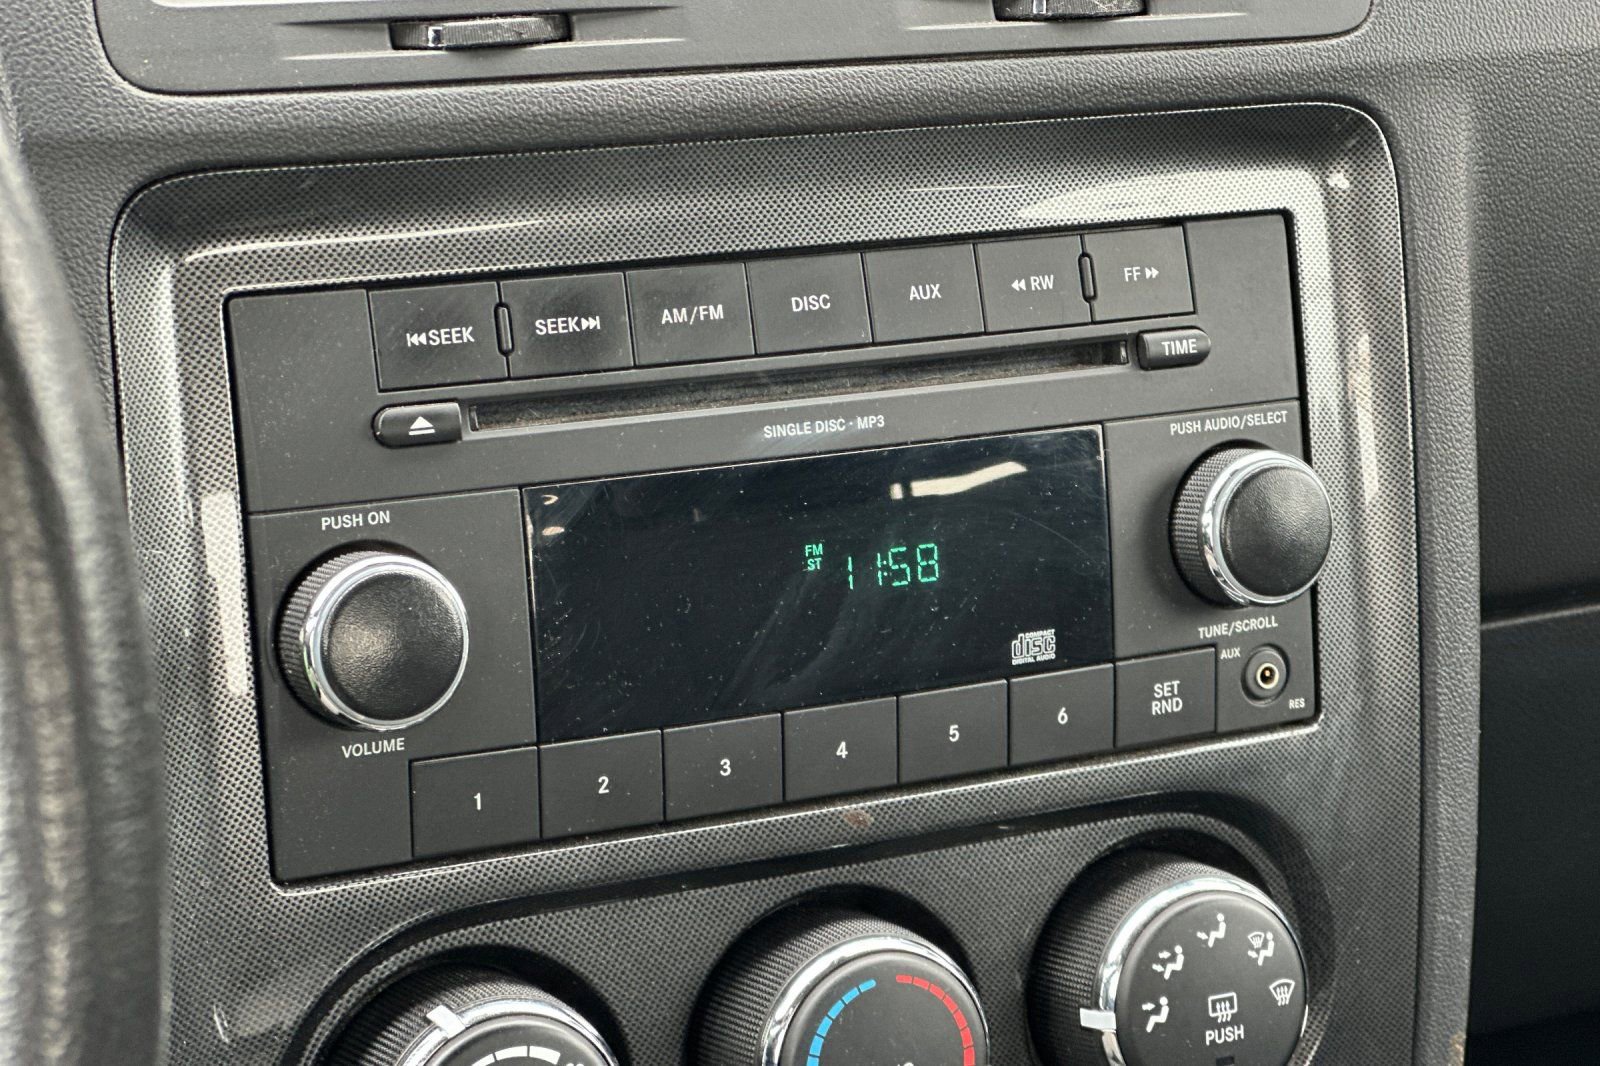 SEEK
SEEK
AM/FM
DISC
AUX
RW
FF
TIME
SINGLE DISC · MP3
PUSH AUDIO/SELECT
PUSH ON
FM
ST
11:58
VOLUME
COMPACT
disc
DIGITAL AUDIO
TUNE/SCROLL
AUX
RES
1
2
3
4
5
6
SET
RND
PUSH